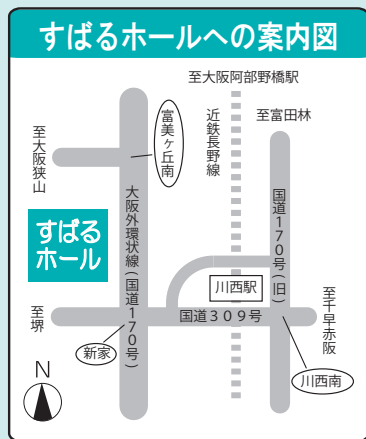 すばるホールへの案内図
至大阪阿部野橋駅
至富田林
富美ヶ丘南
近鉄長野線
至大阪狭山
大阪外環状線(国道170号)
国道170号(旧)
すばる
ホール
川西駅
至堺
国道309号
至千早赤阪
新家
川西南
N